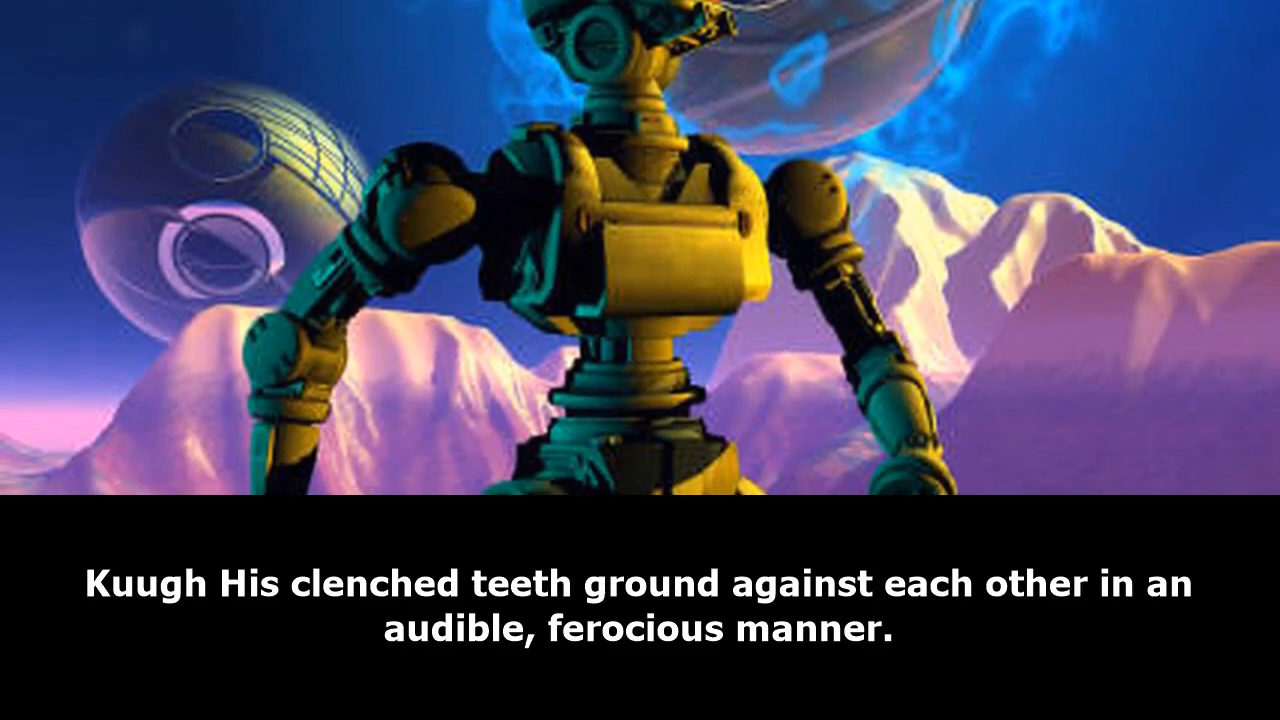 Kuugh His clenched teeth ground against each other in an
audible, ferocious manner.